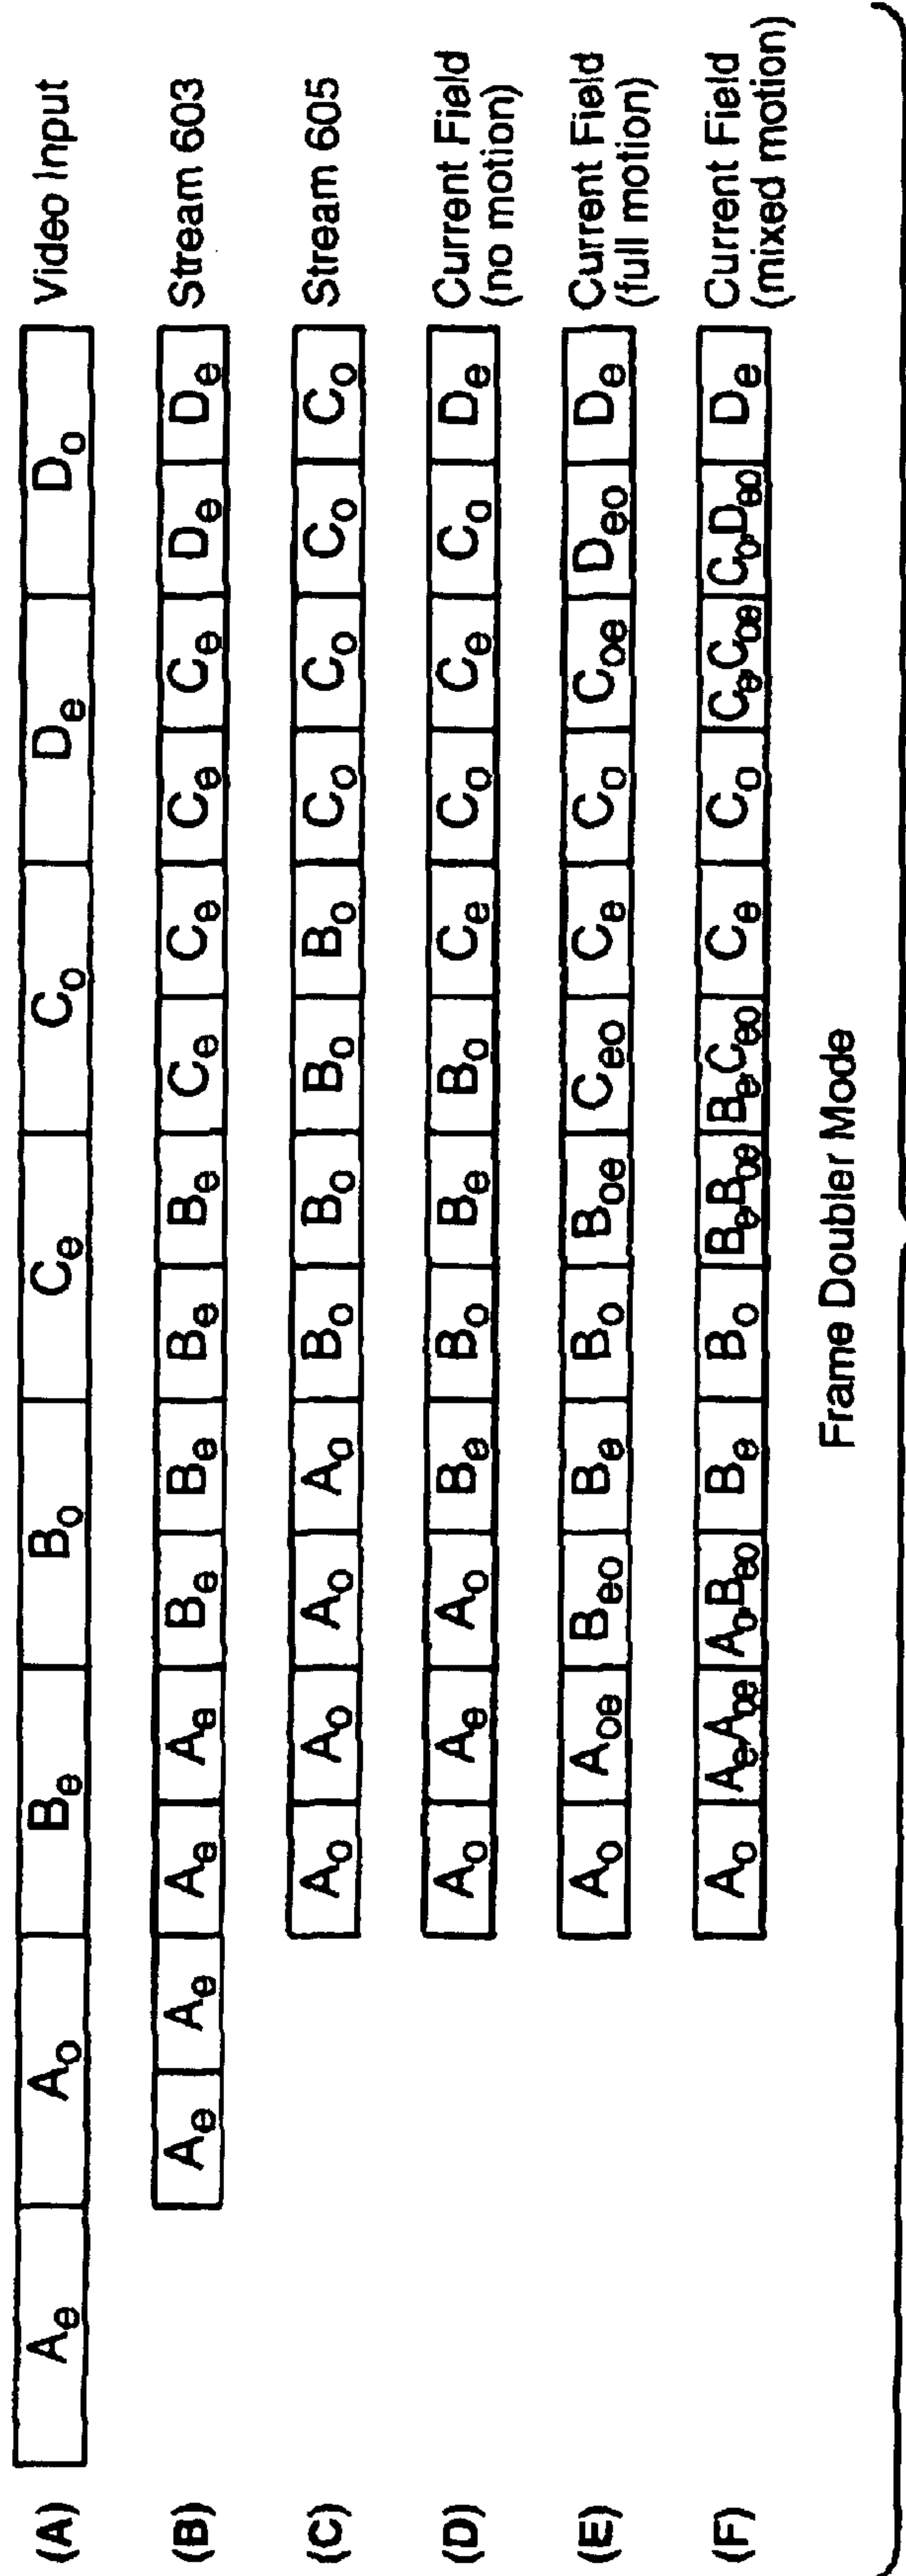 (A) Ae Ao Be Bo Ce Co De Do Video Input
(B) Ae Ae Ae Ae Be Be Be Be Ce Ce Ce Ce De De Stream 603
(C) Ao Ao Ao Ao Bo Bo Bo Bo Co Co Co Co Stream 605
(D) Ao Ae Ao Be Bo Be Bo Ce Co Ce Co De Current Field
(no motion)
(E) Ao Aoe Beo Be Bo Boe Ceo Ce Co Coe Deo De Current Field
(full motion)
(F) Ao AeAoe AoBeo Be Bo BeBoe BeCeo Ce Co CeCoe CoDeo De Current Field
(mixed motion)
Frame Doubler Mode